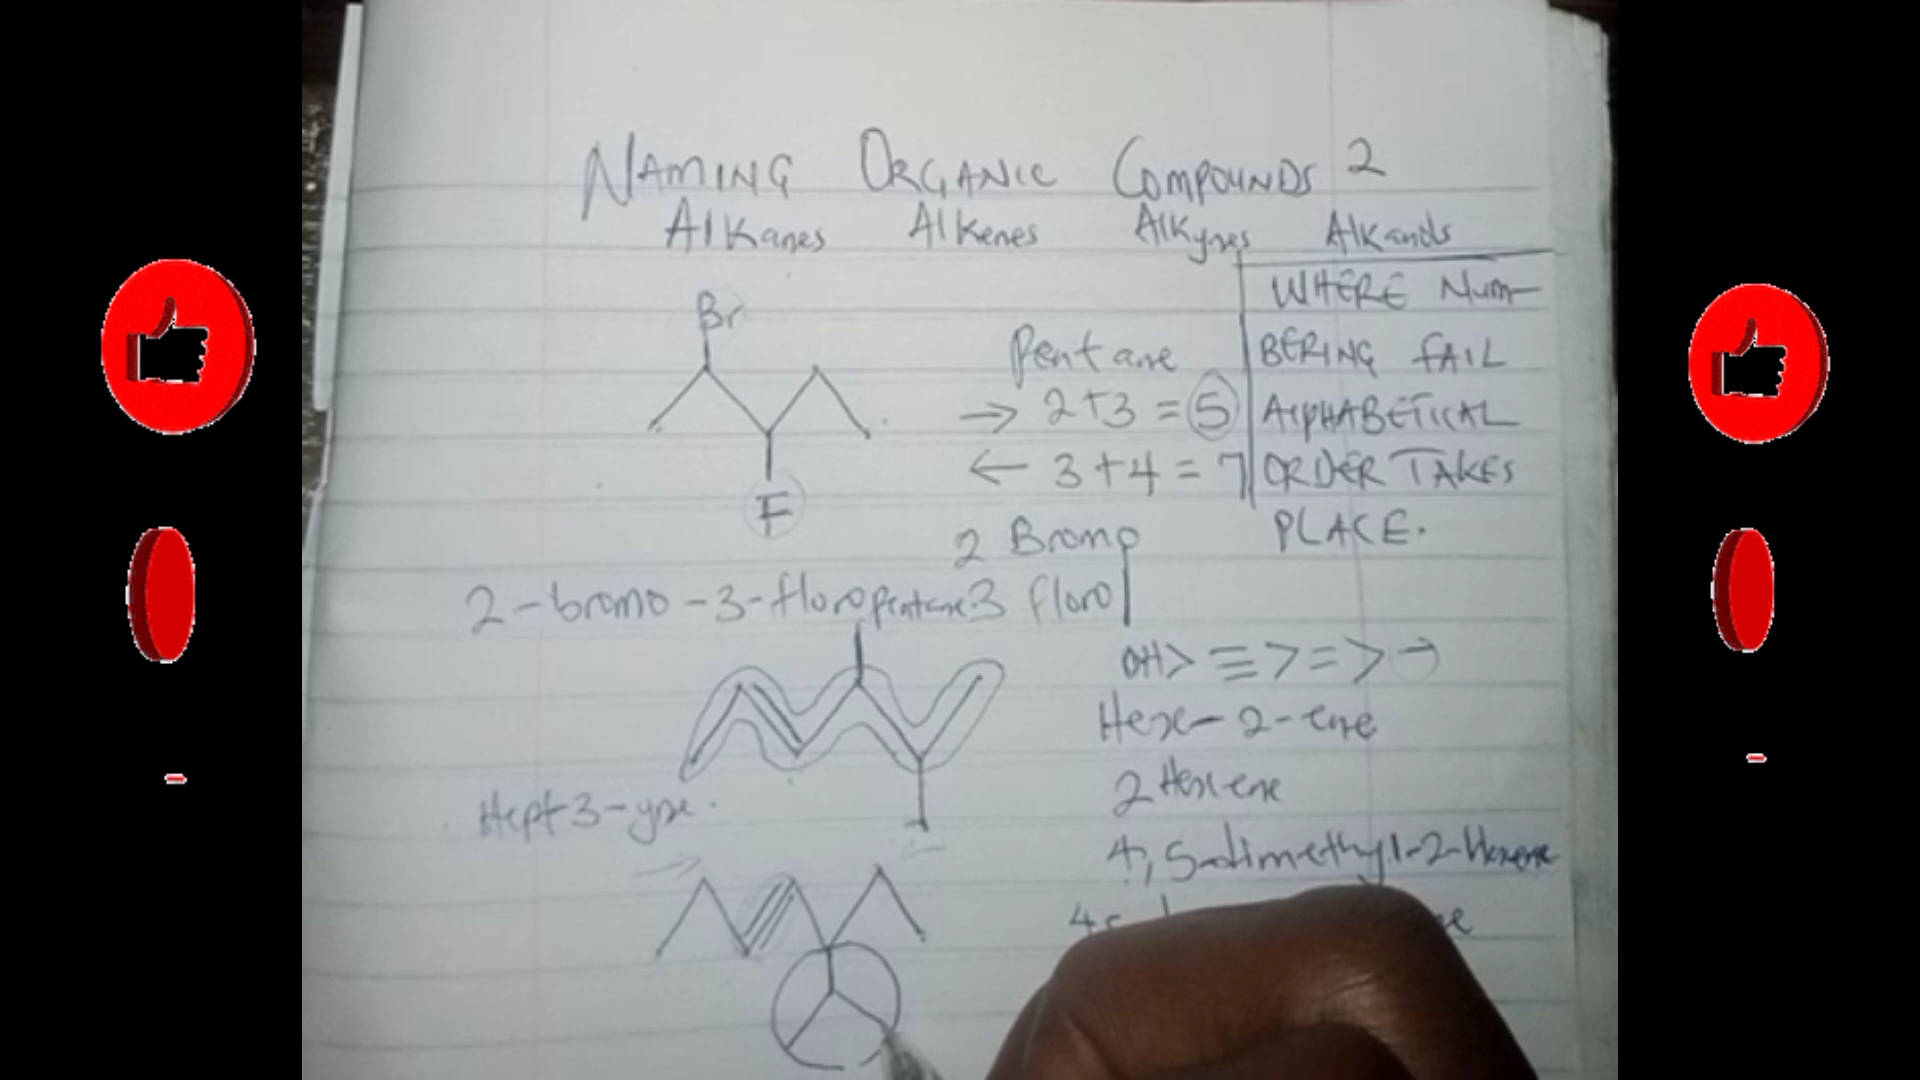 NAMING ORGANIC COMPOUNDS 2
Alkanes Alkenes Alkynes Alkanols
Br
F
Pentane
→ 2+3 = 5
← 3+4 = 7
WHERE NUM-
BERING FAIL
ALPHABETICAL
ORDER TAKES
PLACE.
2 Bromo
3 floro
2-bromo-3-floropentane.
OH> ≡ > = > -
Hex-2-ene
2 Hexene
4,5-dimethyl-2-Hexene
Hept 3-yne.